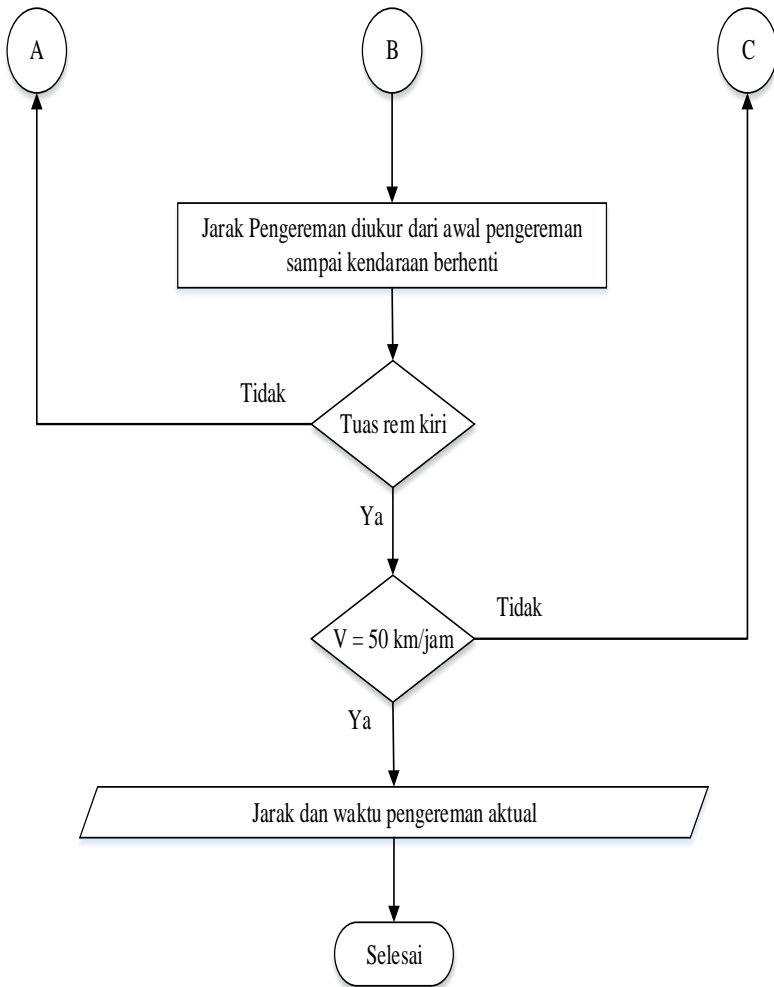 A
B
C
Jarak Pengereman diukur dari awal pengereman
sampai kendaraan berhenti
Tidak
Tuas rem kiri
Ya
Tidak
V = 50 km/jam
Ya
Jarak dan waktu pengereman aktual
Selesai